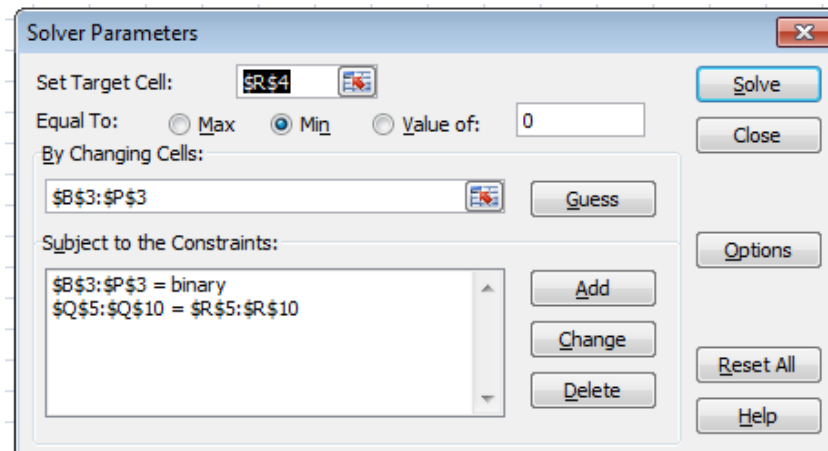 Solver Parameters
Set Target Cell: $R$4 Solve
Equal To: Max Min Value of: 0 Close
By Changing Cells:
$B$3:$P$3 Guess
Subject to the Constraints: Options
$B$3:$P$3 = binary Add
$Q$5:$Q$10 = $R$5:$R$10
Change
Reset All
Delete
Help